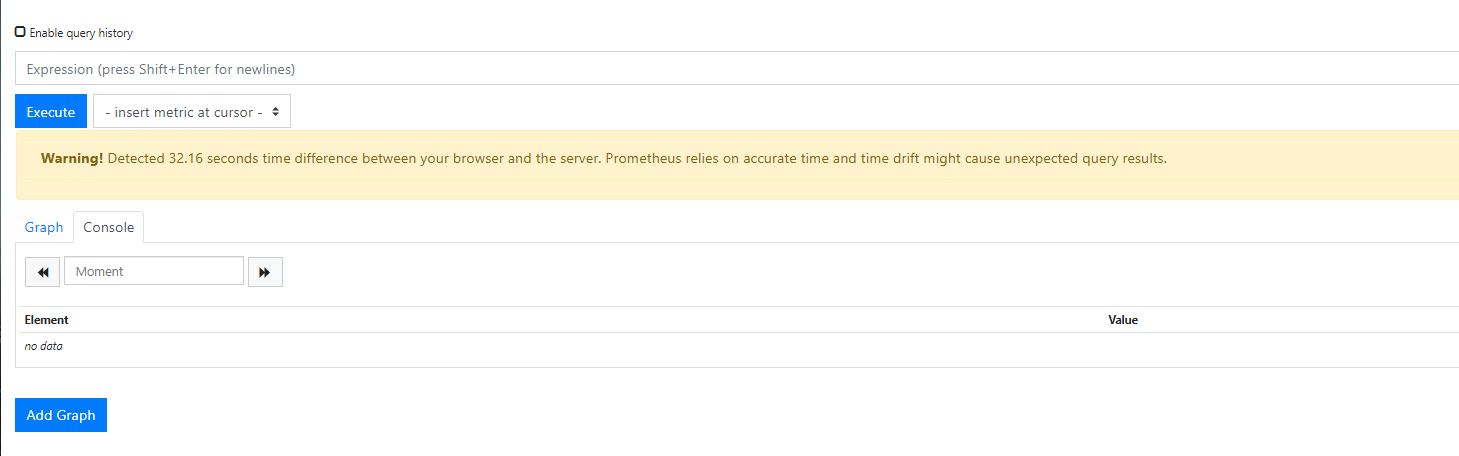 Enable query history
Expression (press Shift+Enter for newlines)
Execute
- insert metric at cursor -
Warning! Detected 32.16 seconds time difference between your browser and the server. Prometheus relies on accurate time and time drift might cause unexpected query results.
Graph
Console
Moment
Element
Value
no data
Add Graph